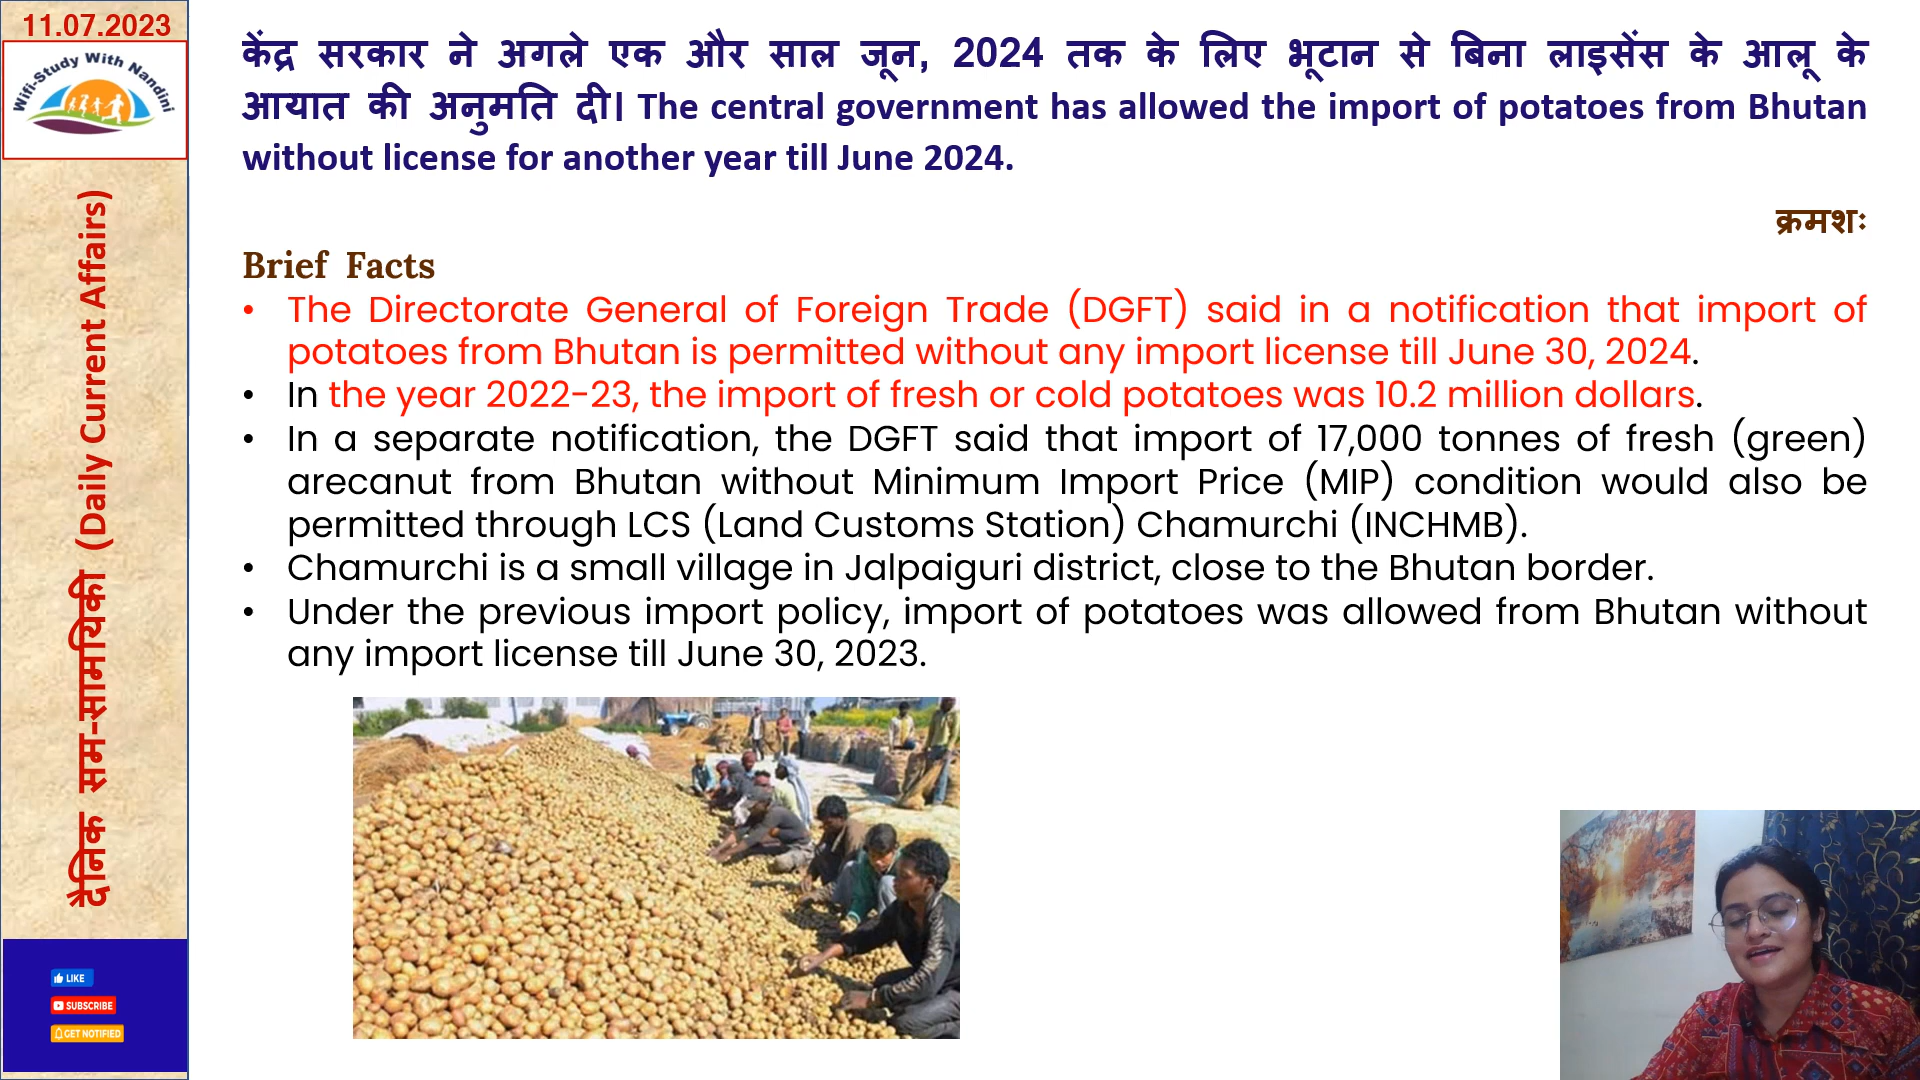 11.07.2023
Wifi-Study With Nandini
दैनिक सम-सामयिकी (Daily Current Affairs)
LIKE
SUBSCRIBE
GET NOTIFIED
केंद्र सरकार ने अगले एक और साल जून, 2024 तक के लिए भूटान से बिना लाइसेंस के आलू के
आयात की अनुमति दी| The central government has allowed the import of potatoes from Bhutan
without license for another year till June 2024.
क्रमशः
Brief Facts
• The Directorate General of Foreign Trade (DGFT) said in a notification that import of
potatoes from Bhutan is permitted without any import license till June 30, 2024.
• In the year 2022-23, the import of fresh or cold potatoes was 10.2 million dollars.
• In a separate notification, the DGFT said that import of 17,000 tonnes of fresh (green)
arecanut from Bhutan without Minimum Import Price (MIP) condition would also be
permitted through LCS (Land Customs Station) Chamurchi (INCHMB).
• Chamurchi is a small village in Jalpaiguri district, close to the Bhutan border.
• Under the previous import policy, import of potatoes was allowed from Bhutan without
any import license till June 30, 2023.